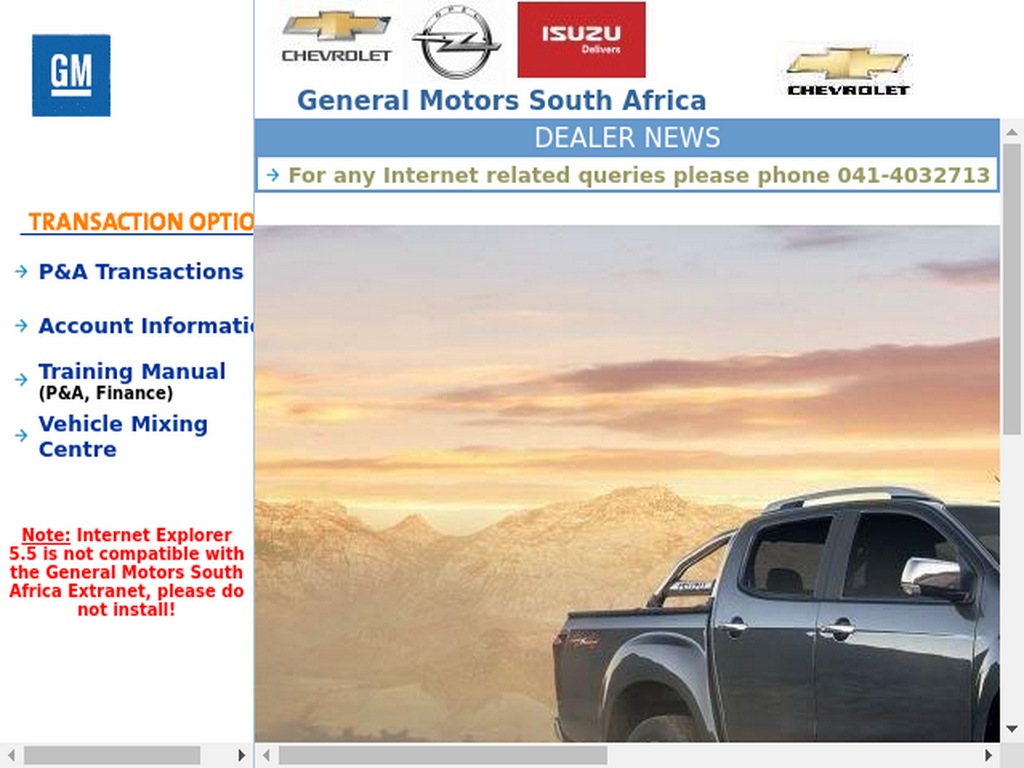 GM
CHEVROLET
OPEL
ISUZU
Delivers
CHEVROLET
General Motors South Africa
DEALER NEWS
For any Internet related queries please phone 041-4032713
TRANSACTION OPTIO
P&A Transactions
Account Informati
Training Manual
(P&A, Finance)
Vehicle Mixing
Centre
Note: Internet Explorer
5.5 is not compatible with
the General Motors South
Africa Extranet, please do
not install!
ISUZU